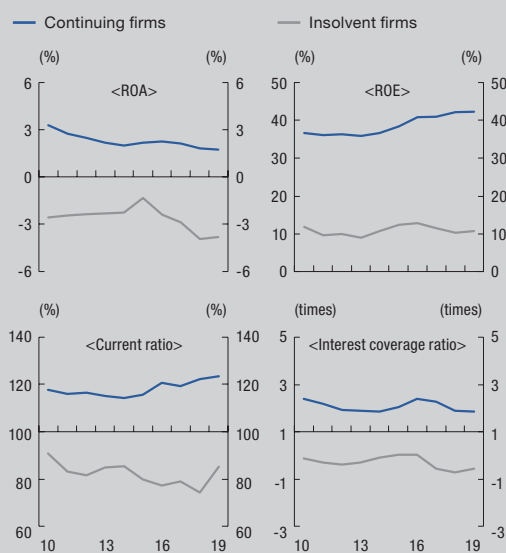 Continuing firms Insolvent firms
(%) (%) (%) (%)
<ROA> <ROE>
6 6 50 50
3 3 40 40
30 30
0 0
20 20
-3 -3 10 10
-6 -6 0 0
(%) (%) (times) (times)
140 140 5 5
<Current ratio> <Interest coverage ratio>
120 120 3 3
100 100 1 1
80 80 -1 -1
60 60 -3 -3
10 13 16 19 10 13 16 19